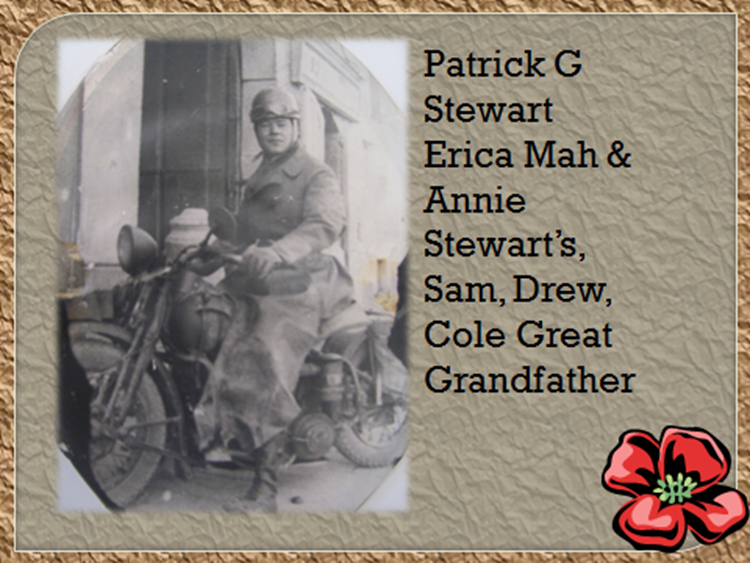 Patrick G
Stewart
Erica Mah &
Annie
Stewart's,
Sam, Drew,
Cole Great
Grandfather